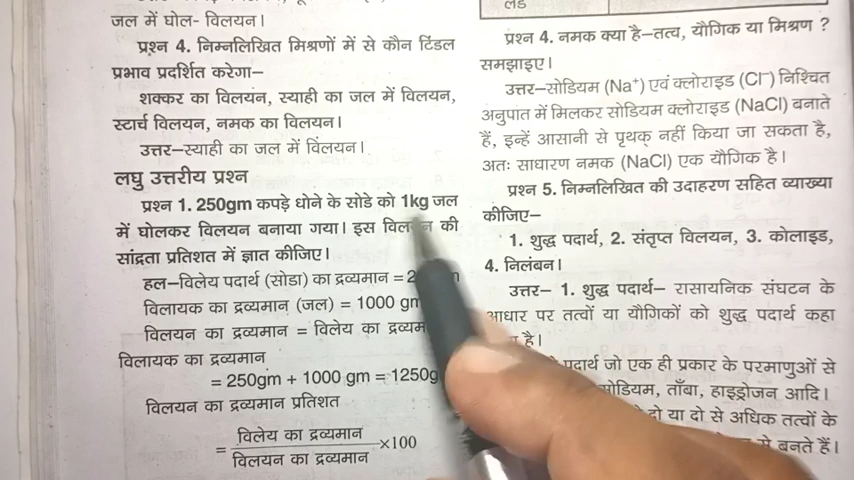 जल में घोल- विलयन।
प्रश्न 4. निम्नलिखित मिश्रणों में से कौन टिंडल
प्रभाव प्रदर्शित करेगा–
शक्कर का विलयन, स्याही का जल में विलयन,
स्टार्च विलयन, नमक का विलयन।
उत्तर–स्याही का जल में विलयन।
लघु उत्तरीय प्रश्न
प्रश्न 1. 250gm कपड़े धोने के सोडे को 1kg जल
में घोलकर विलयन बनाया गया। इस विलयन की
सांद्रता प्रतिशत में ज्ञात कीजिए।
हल–विलेय पदार्थ (सोडा) का द्रव्यमान =
विलायक का द्रव्यमान (जल) = 1000 gm
विलयन का द्रव्यमान = विलेय का
विलायक का द्रव्यमान
= 250gm + 1000 gm = 1250g
विलयन का द्रव्यमान प्रतिशत
= विलेय का द्रव्यमान
विलयन का द्रव्यमान ×100
प्रश्न 4. नमक क्या है–तत्व, यौगिक या मिश्रण ?
समझाइए।
उत्तर–सोडियम (Na⁺) एवं क्लोराइड (Cl⁻) निश्चित
अनुपात में मिलकर सोडियम क्लोराइड (NaCl) बनाते
हैं, इन्हें आसानी से पृथक् नहीं किया जा सकता है,
अतः साधारण नमक (NaCl) एक यौगिक है।
प्रश्न 5. निम्नलिखित की उदाहरण सहित व्याख्या
कीजिए–
1. शुद्ध पदार्थ, 2. संतृप्त विलयन, 3. कोलाइड,
4. निलंबन।
उत्तर– 1. शुद्ध पदार्थ– रासायनिक संघटन के
आधार पर तत्वों या यौगिकों को शुद्ध पदार्थ कहा
है।
पदार्थ जो एक ही प्रकार के परमाणुओं से
सोडियम, ताँबा, हाइड्रोजन आदि।
दो या दो से अधिक तत्वों के
से बनते हैं।